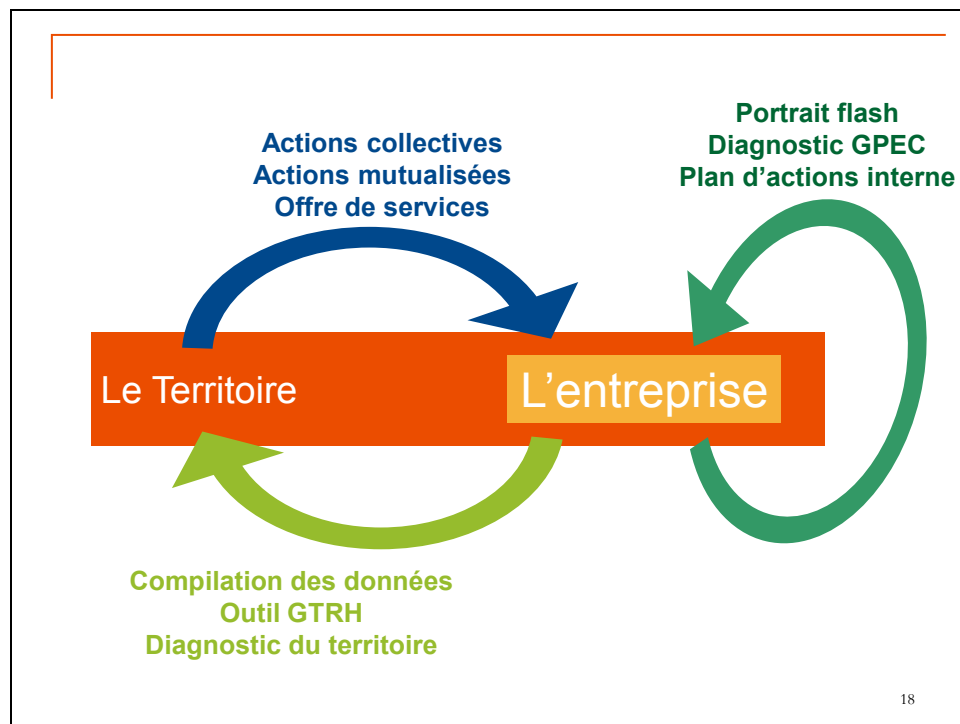 Portrait flash
Diagnostic GPEC
Plan d’actions interne
Actions collectives
Actions mutualisées
Offre de services
Le Territoire
L’entreprise
Compilation des données
Outil GTRH
Diagnostic du territoire
18